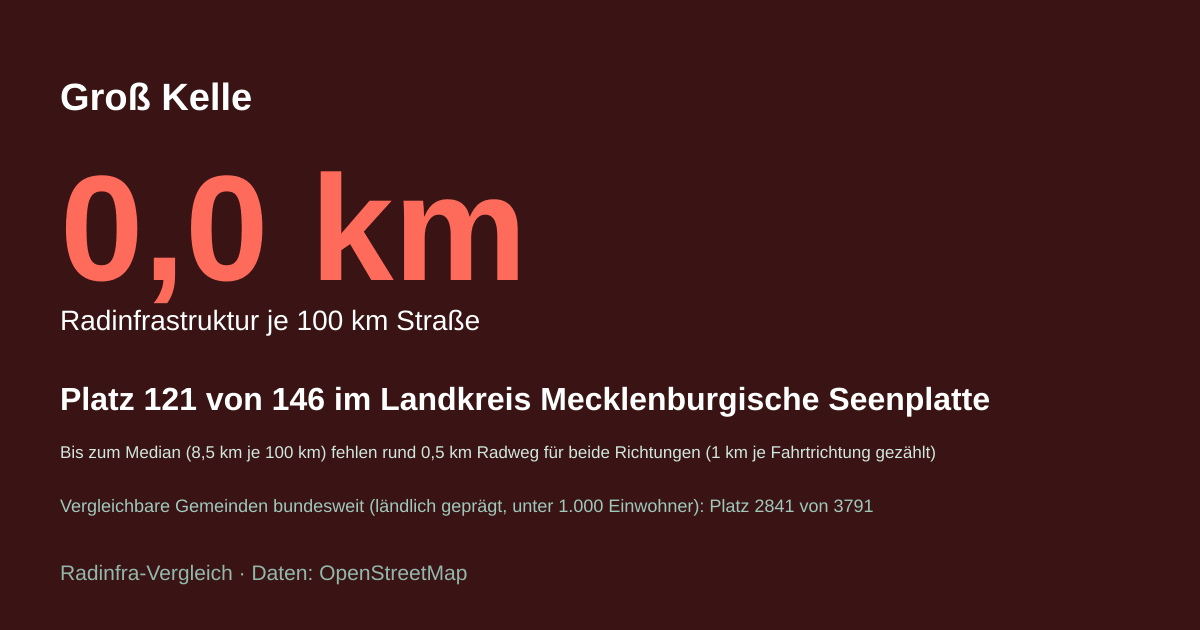 Groß Kelle
0,0 km
Radinfrastruktur je 100 km Straße
Platz 121 von 146 im Landkreis Mecklenburgische Seenplatte
Bis zum Median (8,5 km je 100 km) fehlen rund 0,5 km Radweg für beide Richtungen (1 km je Fahrtrichtung gezählt)
Vergleichbare Gemeinden bundesweit (ländlich geprägt, unter 1.000 Einwohner): Platz 2841 von 3791
Radinfra-Vergleich · Daten: OpenStreetMap